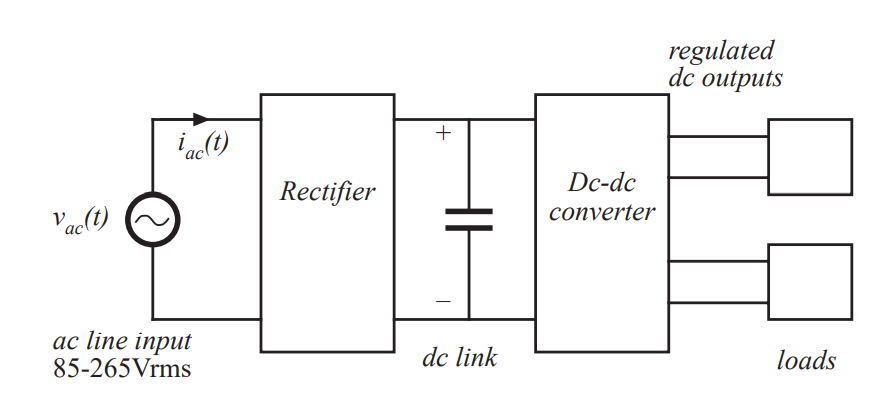 regulated
dc outputs
i_ac(t)
+
Rectifier
Dc-dc
converter
v_ac(t)
–
ac line input
85-265Vrms
dc link
loads